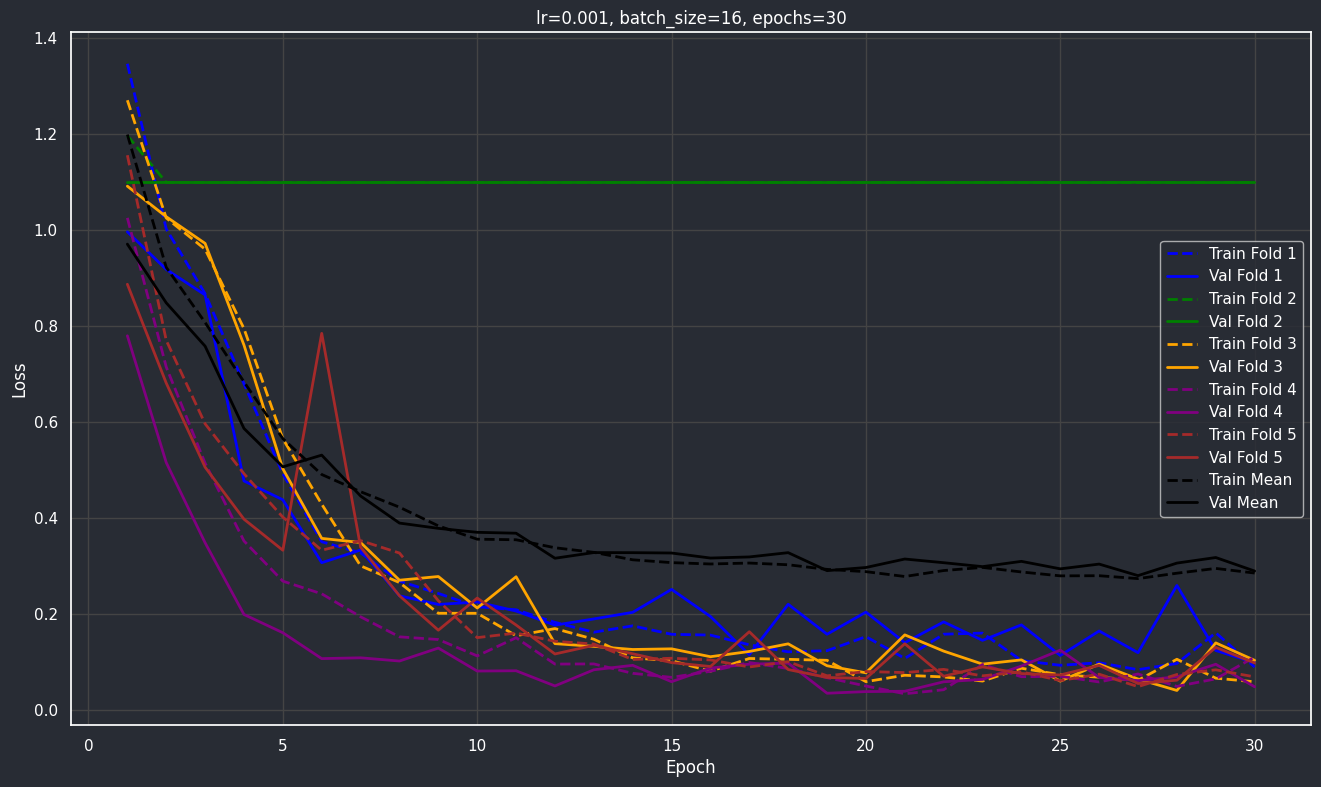 lr=0.001, batch_size=16, epochs=30
1.4
1.2
1.0
0.8
0.6
0.4
0.2
0.0
Loss
0
5
10
15
20
25
30
Epoch
Train Fold 1
Val Fold 1
Train Fold 2
Val Fold 2
Train Fold 3
Val Fold 3
Train Fold 4
Val Fold 4
Train Fold 5
Val Fold 5
Train Mean
Val Mean